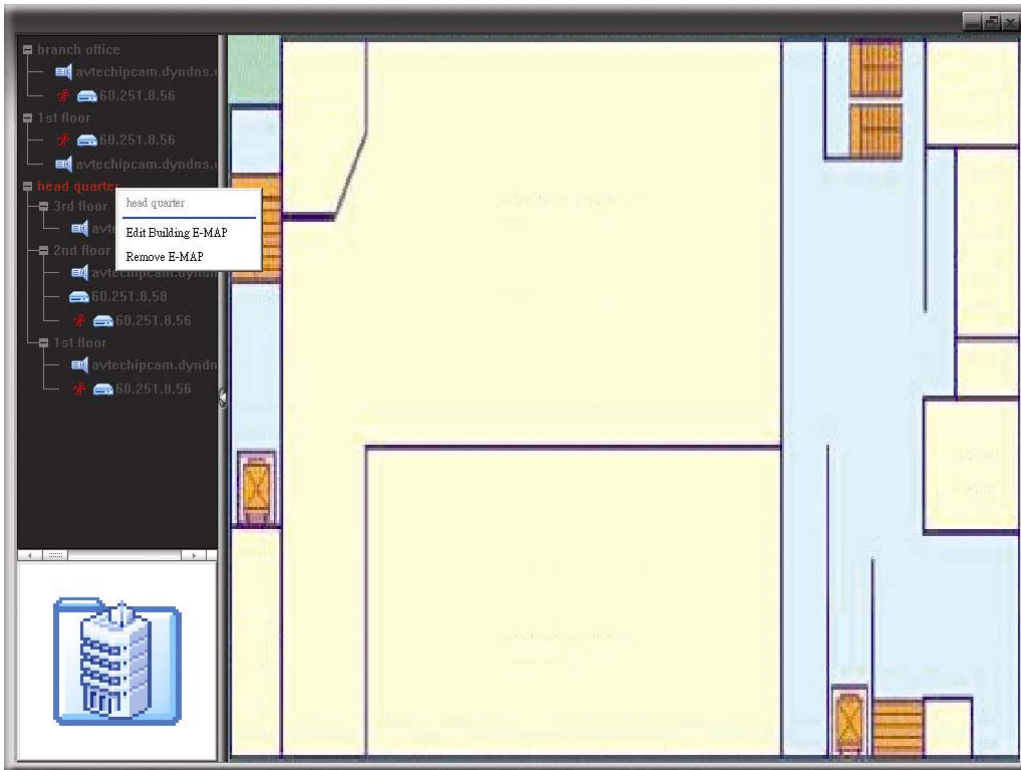 branch office
avtechipcam.dyndns.
60.251.8.56
1st floor
60.251.8.56
avtechipcam.dyndns.
head quarter
3rd floor
2nd floor
avtechipcam.dyndn
60.251.8.58
60.251.8.56
1st floor
avtechipcam.dyndn
60.251.8.56
head quarter
Edit Building E-MAP
Remove E-MAP